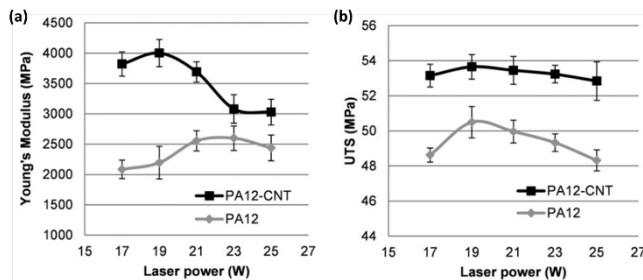 (a)
Young's Modulus (MPa)
4500
4000
3500
3000
2500
2000
1500
1000
PA12-CNT
PA12
15 17 19 21 23 25 27
Laser power (W)
(b)
UTS (MPa)
56
54
52
50
48
46
44
PA12-CNT
PA12
15 17 19 21 23 25 27
Laser power (W)